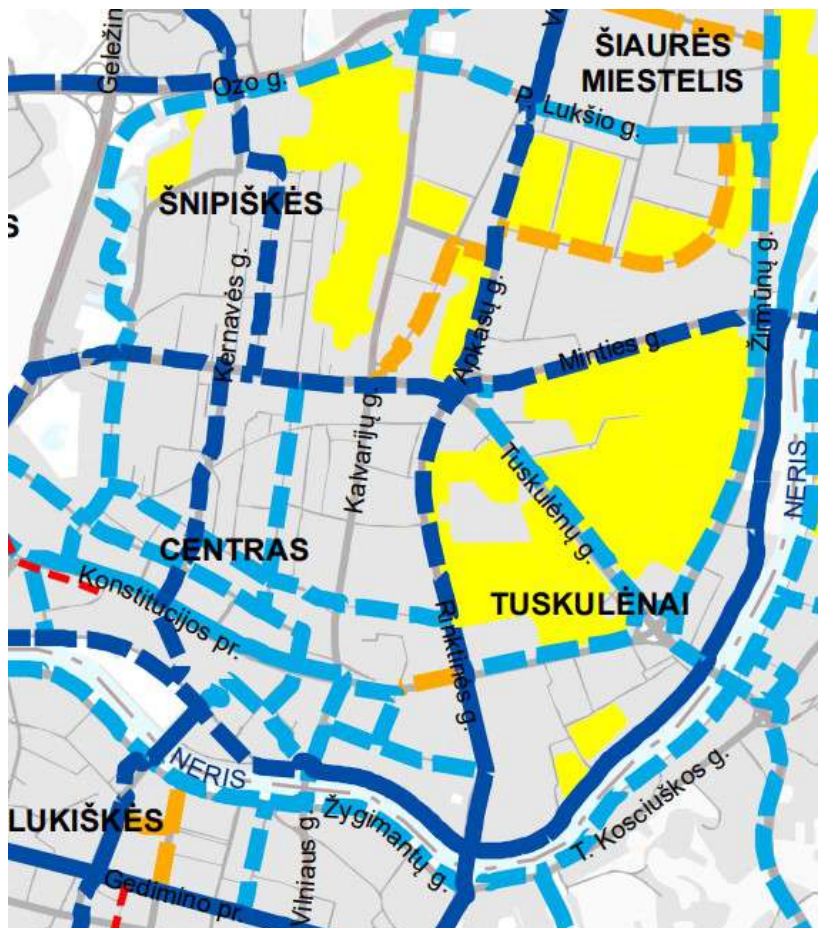 Geležin
V
ŠIAURĖS
MIESTELIS
Ozo g.
P. Lukšio g.
ŠNIPIŠKĖS
S
Kernavės g.
Apkasų g.
Žirmūnų g.
Minties g.
Kalvarijų g.
NERIS
Tuskulėnų g.
CENTRAS
Konstitucijos pr.
TUSKULĖNAI
Rinktinės g.
NERIS
LUKIŠKĖS
Žygimantų g.
T. Kosciuškos g.
Vilniaus g.
Gedimino pr.